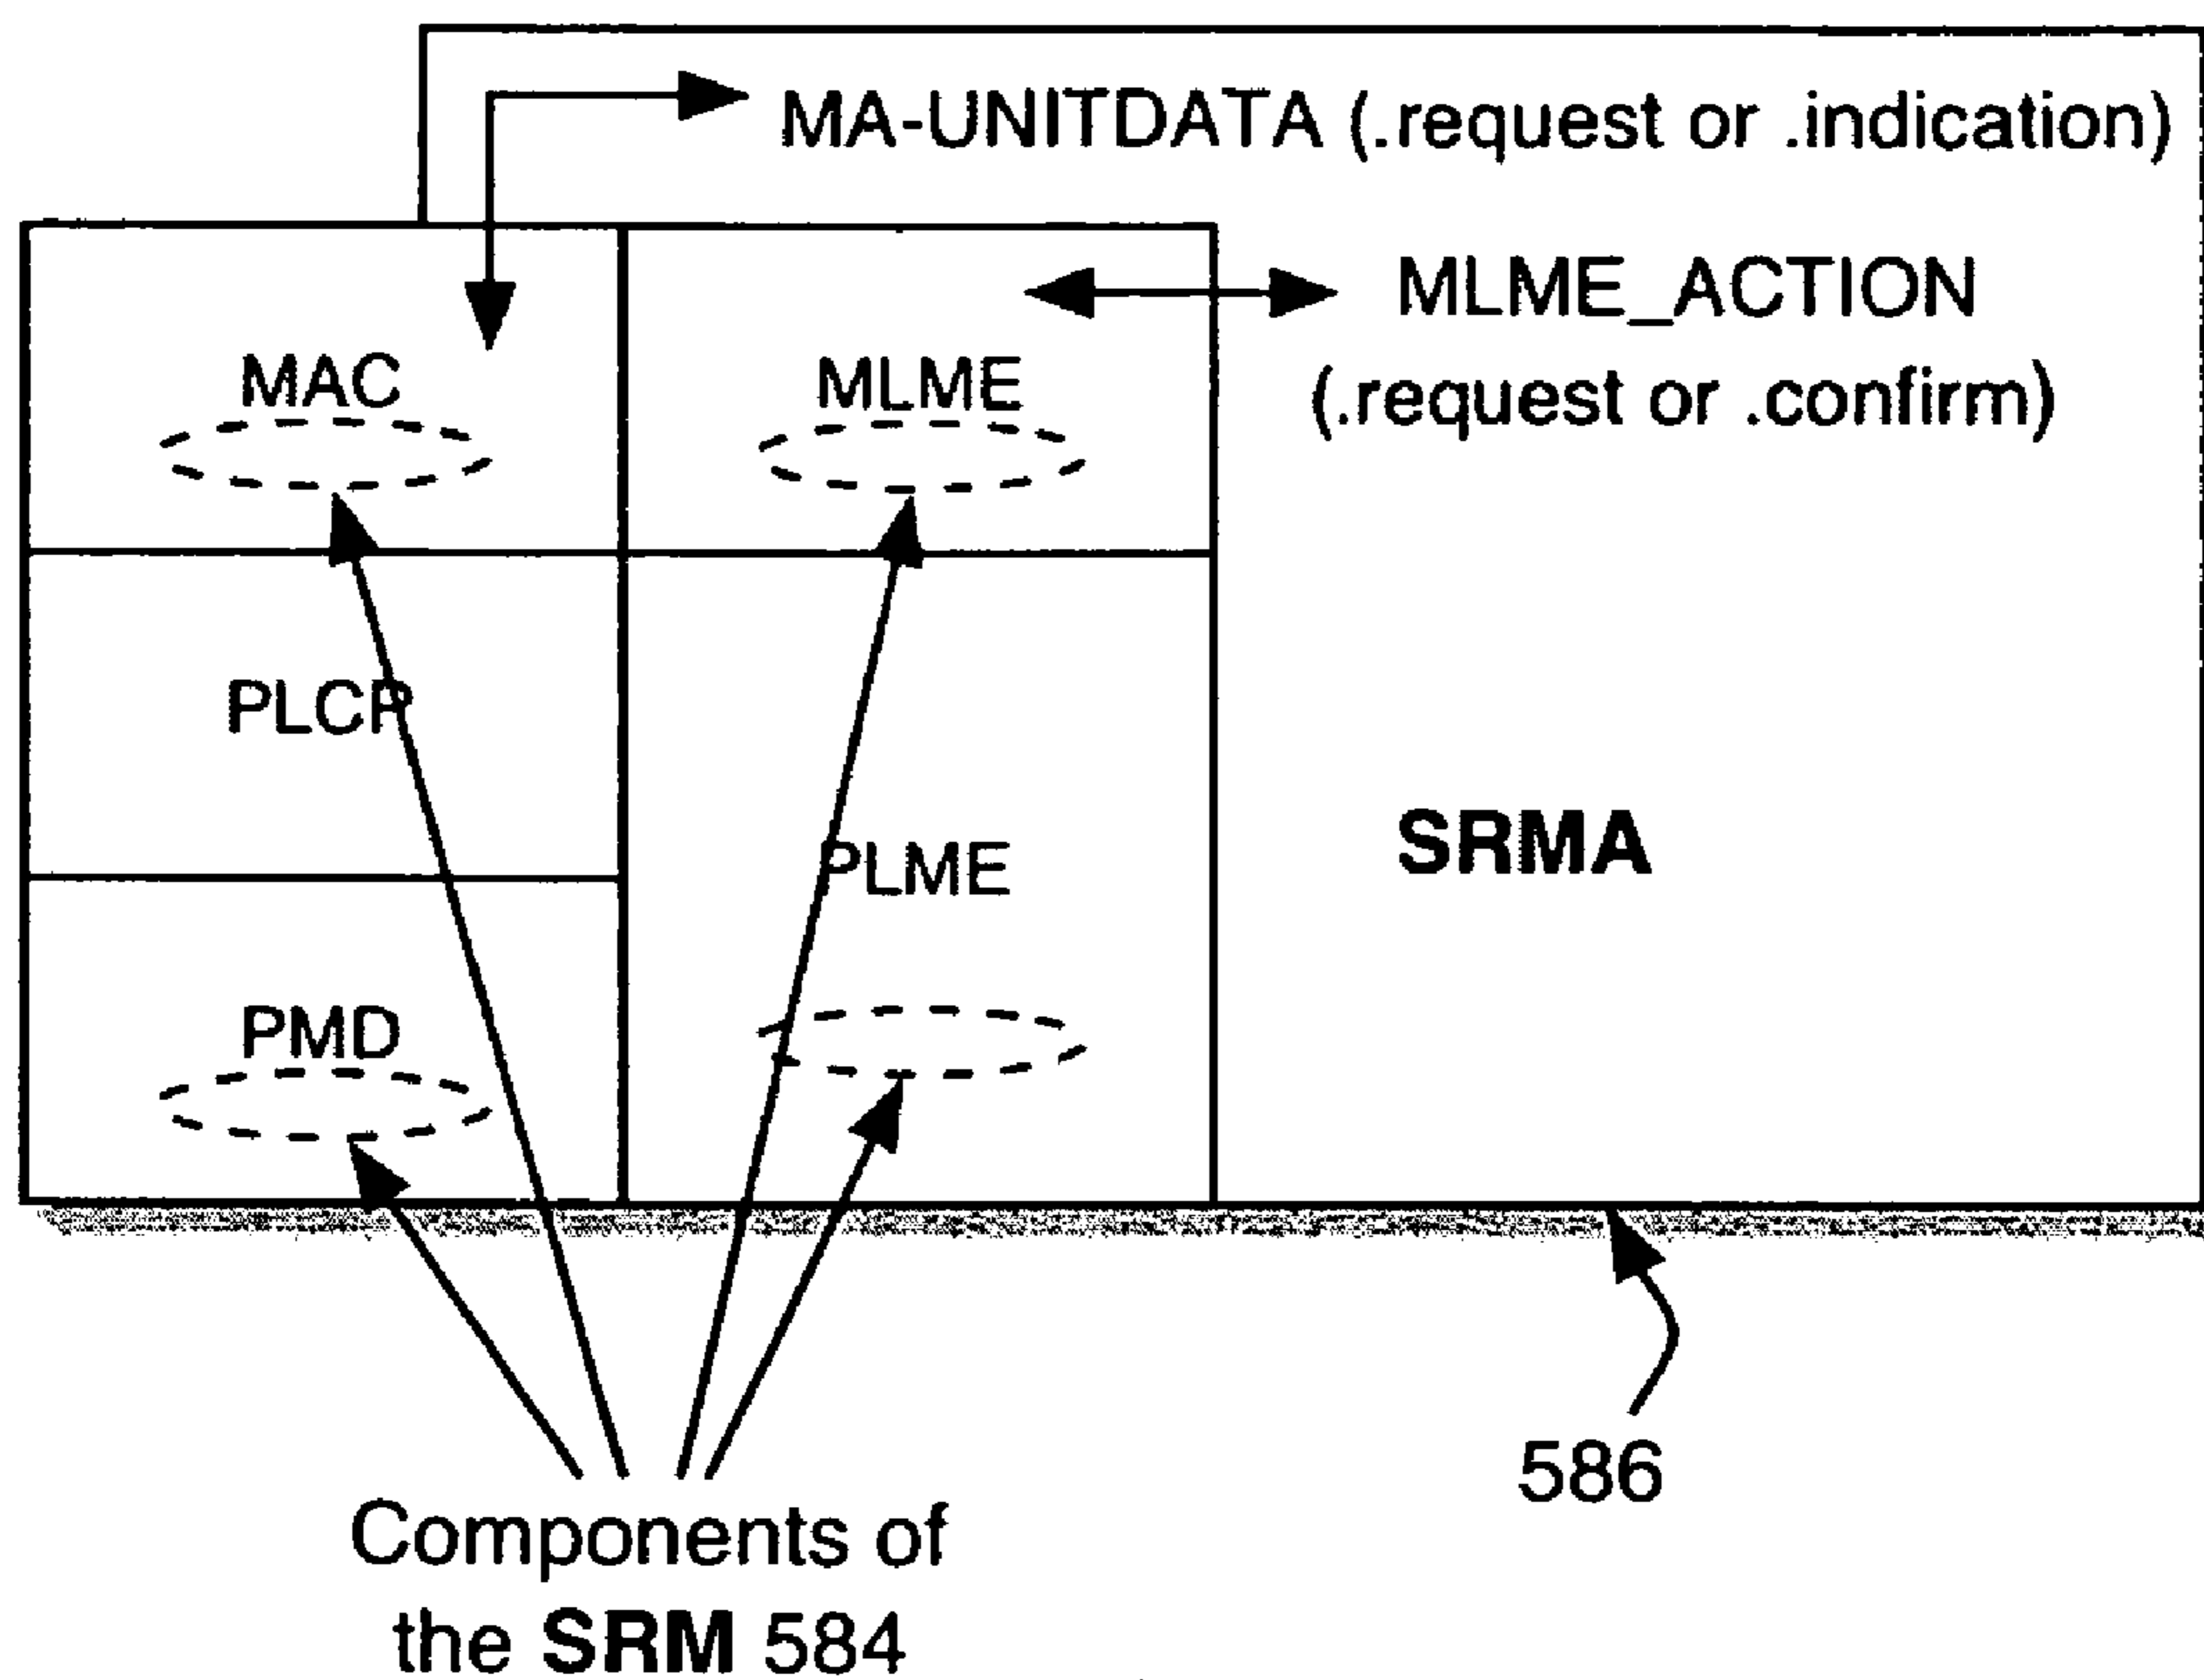 MA-UNITDATA (.request or .indication)
MLME_ACTION
(.request or .confirm)
MAC
MLME
PLCP
PLME
SRMA
PMD
586
Components of
the SRM 584